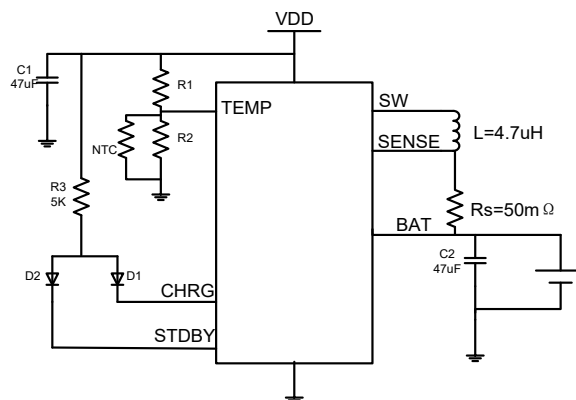 VDD
C1
47uF
R1
TEMP
SW
SENSE
L=4.7uH
NTC
R2
R3
5K
Rs=50mΩ
BAT
C2
47uF
D2
D1
CHRG
STDBY